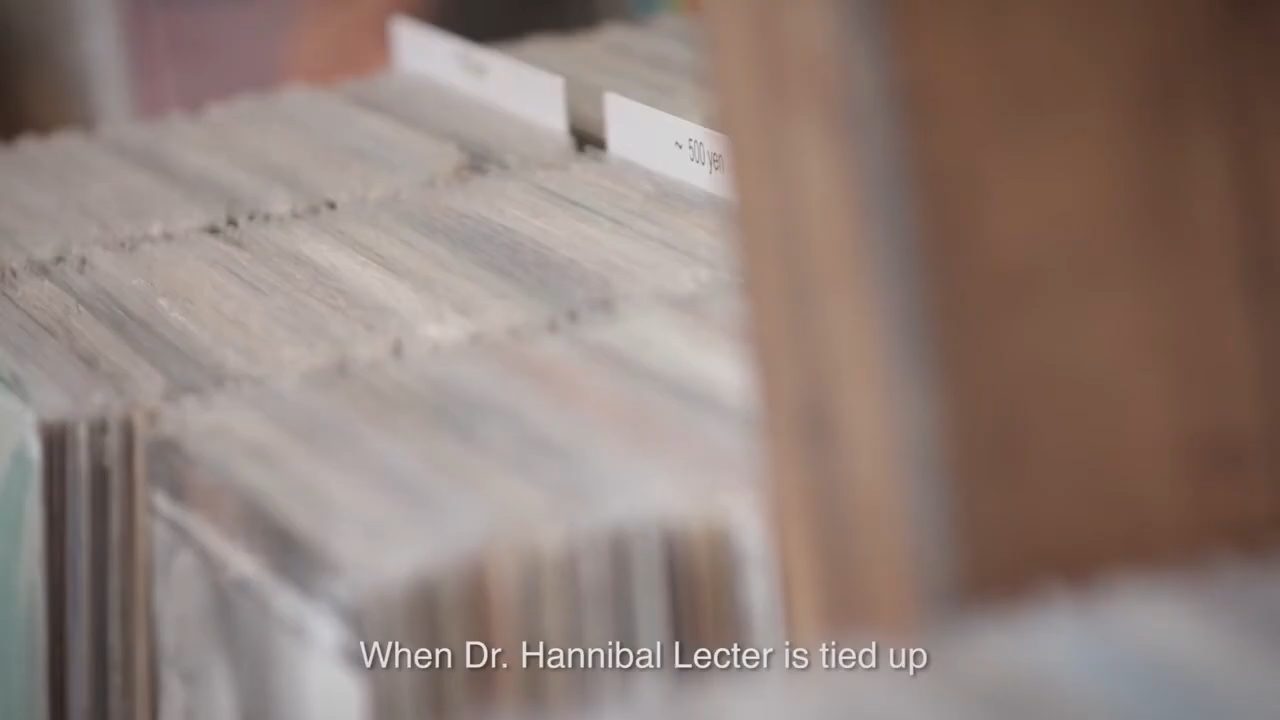 ~ 500 yen
When Dr. Hannibal Lecter is tied up